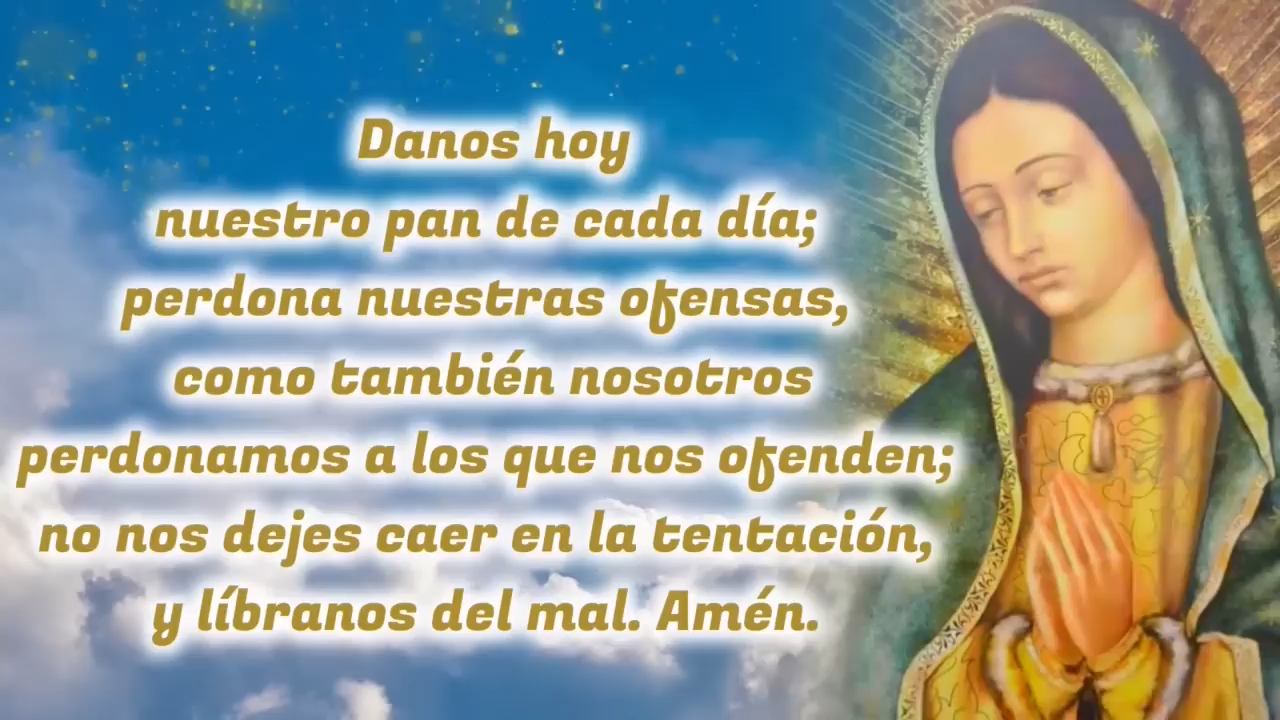 Danos hoy
nuestro pan de cada día;
perdona nuestras ofensas,
como también nosotros
perdonamos a los que nos ofenden;
no nos dejes caer en la tentación,
y líbranos del mal. Amén.